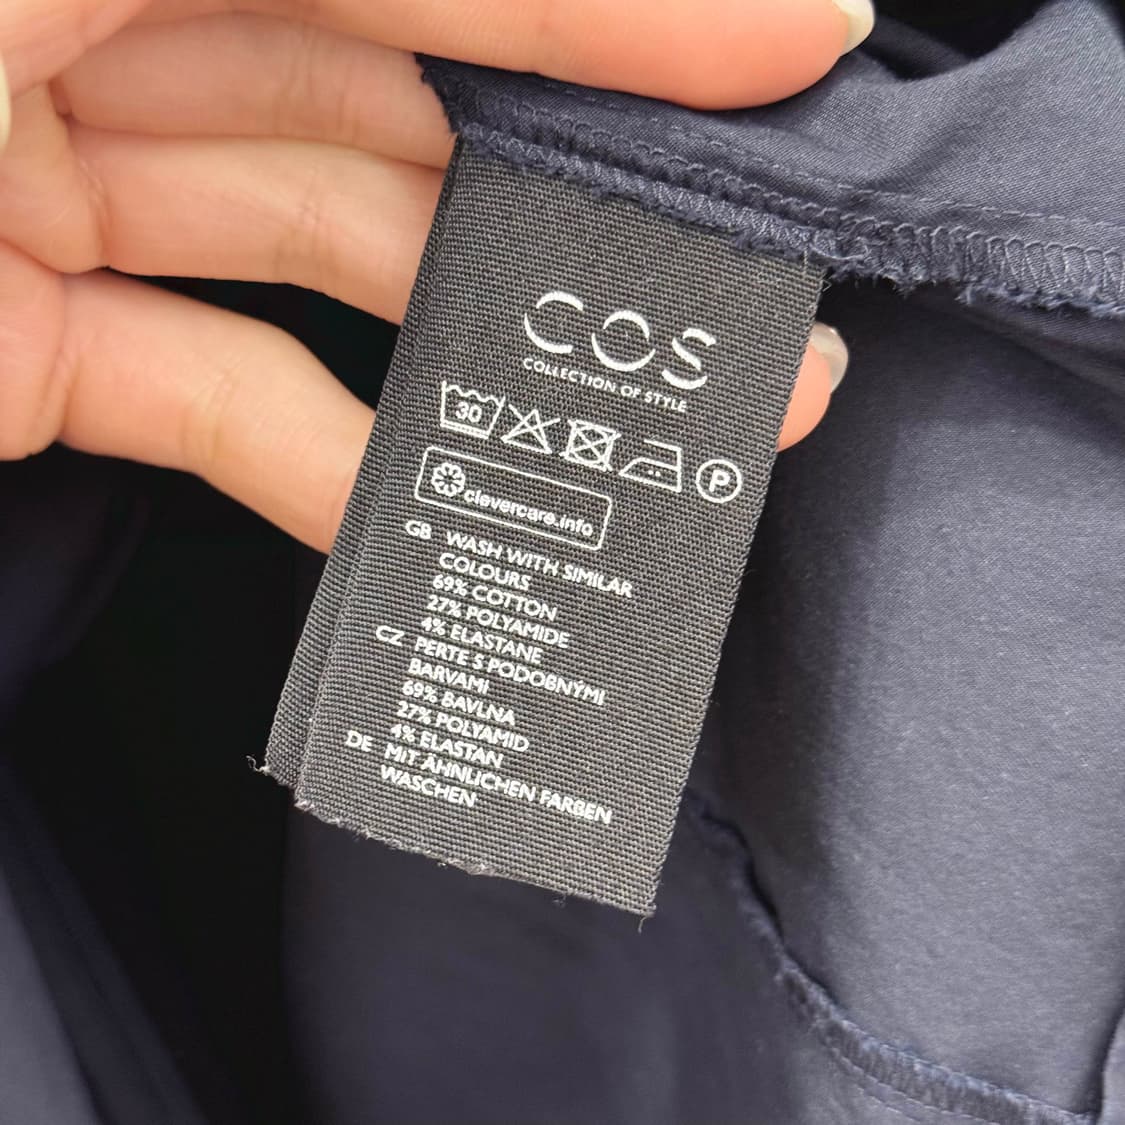 COS
COLLECTION OF STYLE
30 P
clevercare.info
GB WASH WITH SIMILAR
COLOURS
69% COTTON
27% POLYAMIDE
4% ELASTANE
CZ PERTE S PODOBNÝMI
BARVAMI
69% BAVLNA
27% POLYAMID
4% ELASTAN
DE MIT ÄHNLICHEN FARBEN
WASCHEN